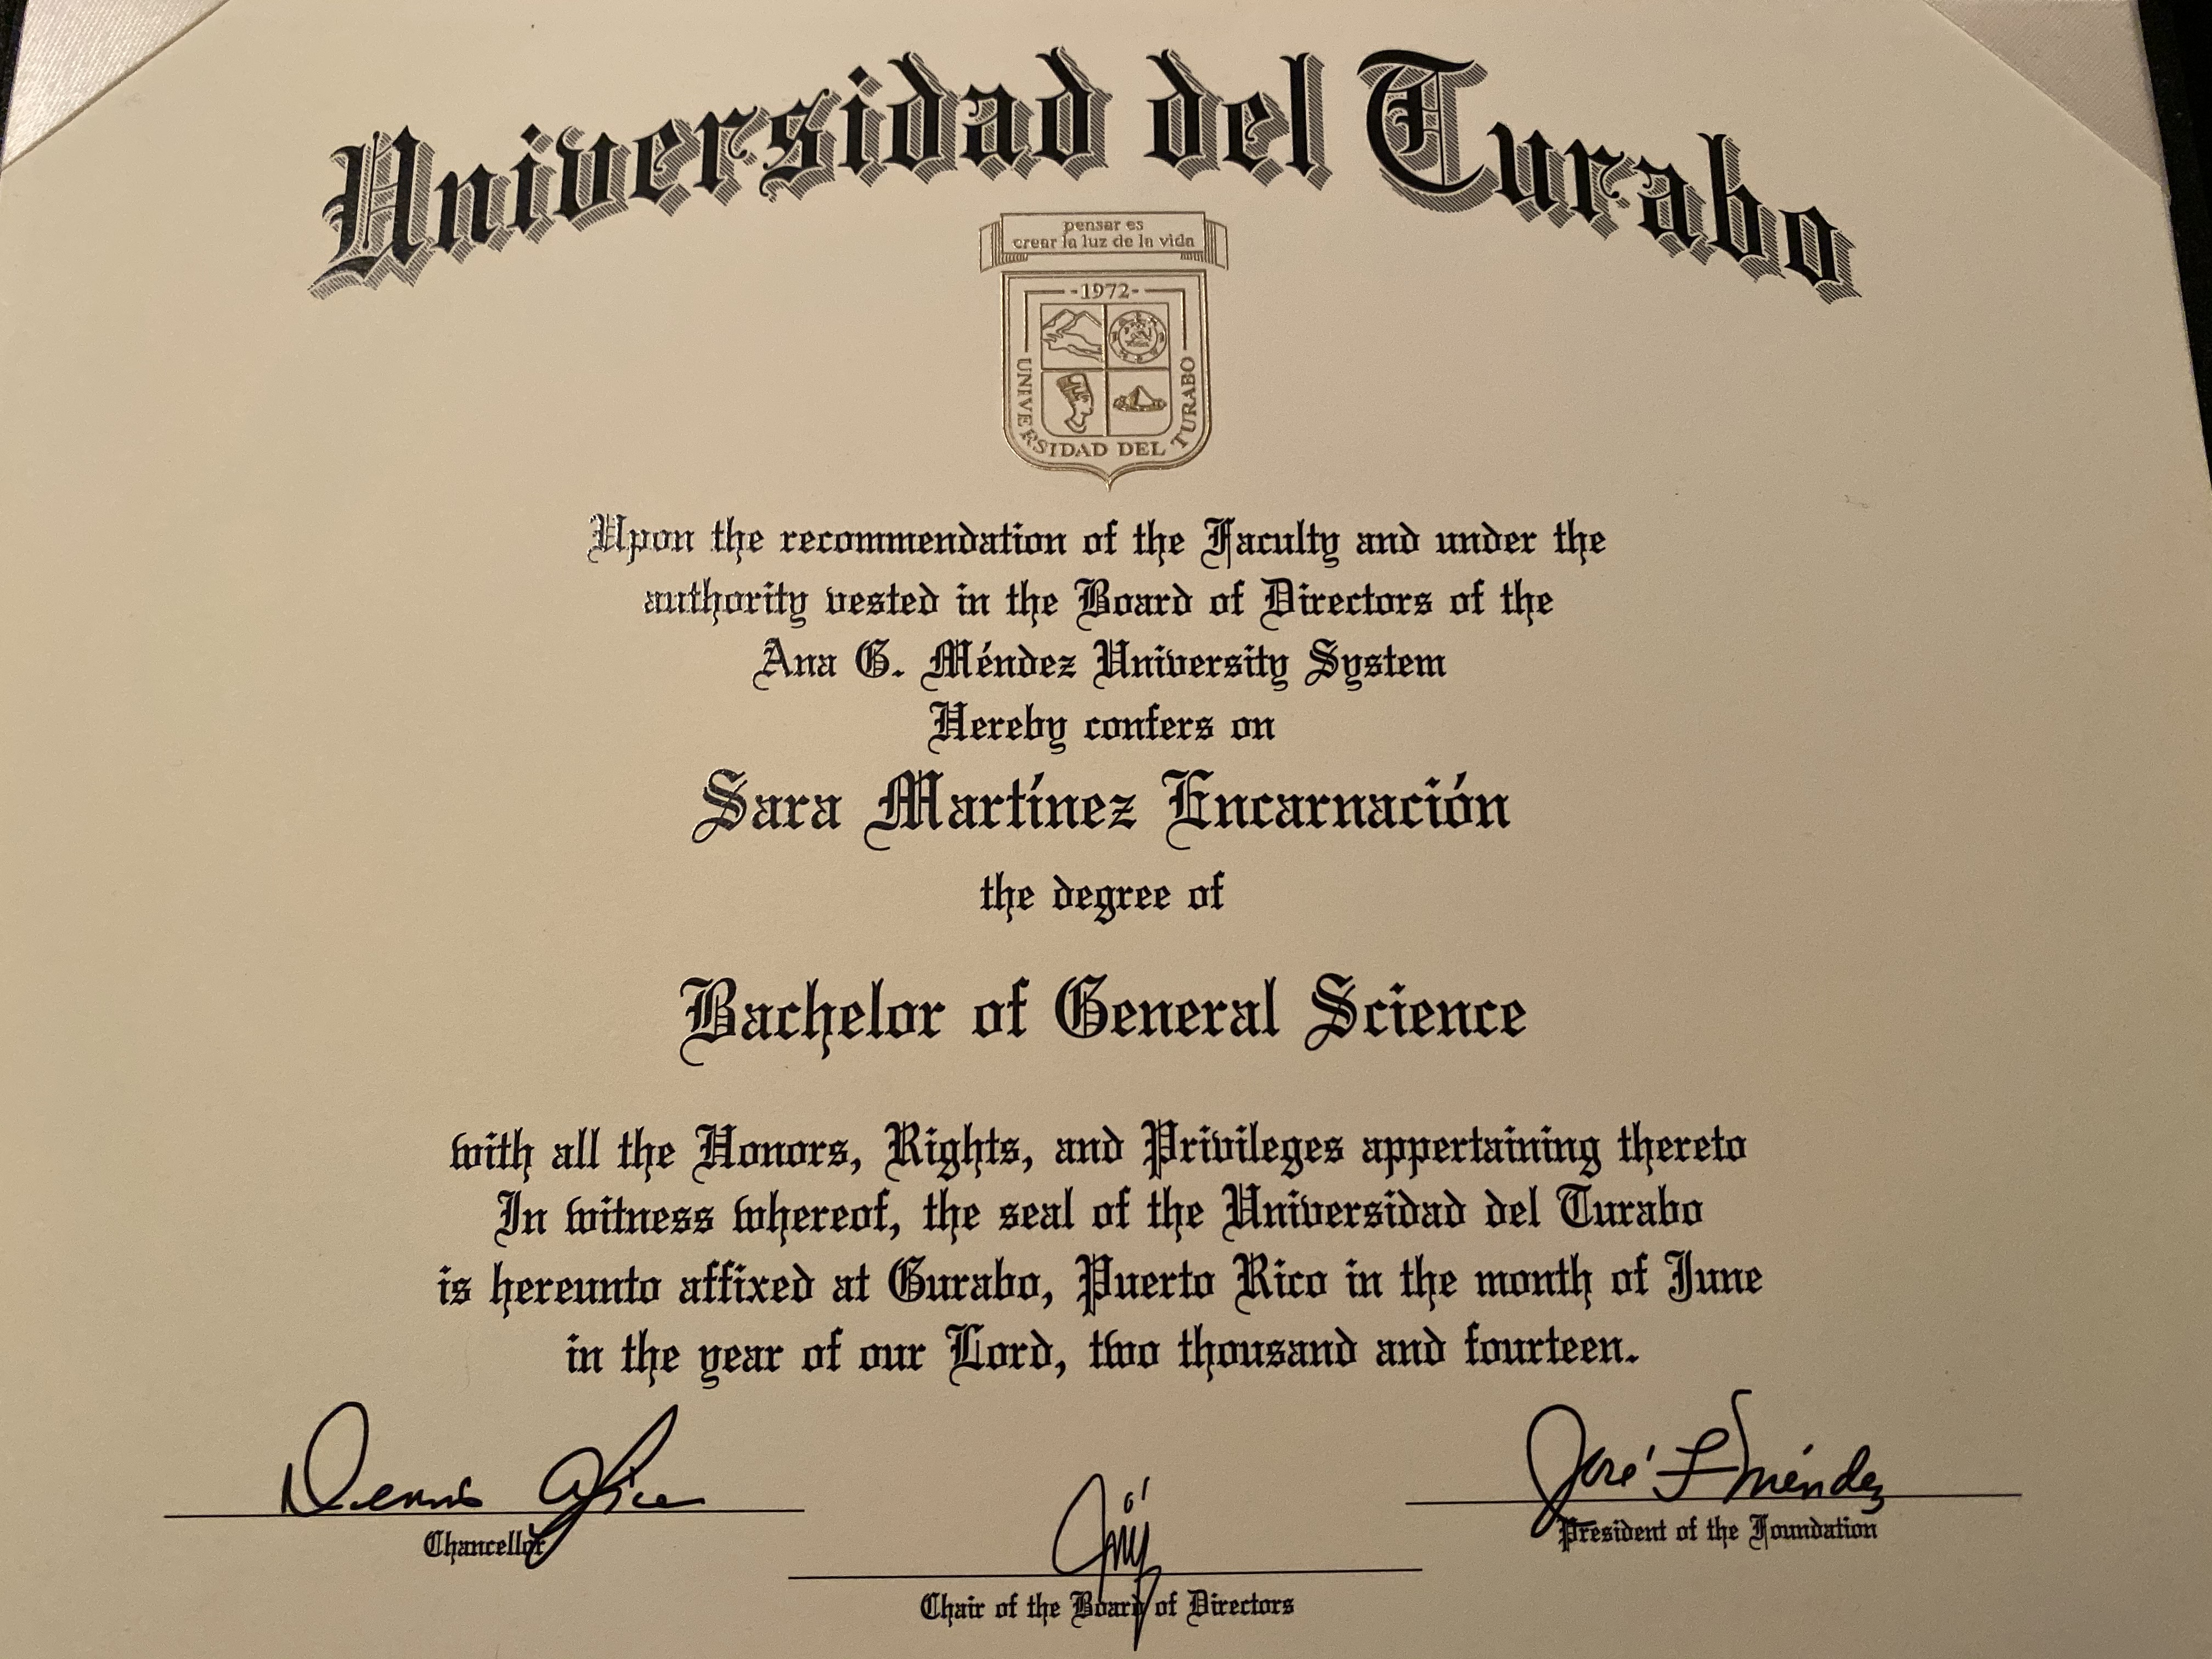 Universidad del Turabo
pensar es
crear la luz de la vida
-1972-
UNIVERSIDAD DEL TURABO
Upon the recommendation of the Faculty and under the
authority vested in the Board of Directors of the
Ana G. Méndez University System
Hereby confers on
Sara Martínez Encarnación
the degree of
Bachelor of General Science
with all the Honors, Rights, and Privileges appertaining thereto
In witness whereof, the seal of the Universidad del Turabo
is hereunto affixed at Gurabo, Puerto Rico in the month of June
in the year of our Lord, two thousand and fourteen.
Dennis Alicea
Chancellor
José F Méndez
President of the Foundation
Chair of the Board of Directors